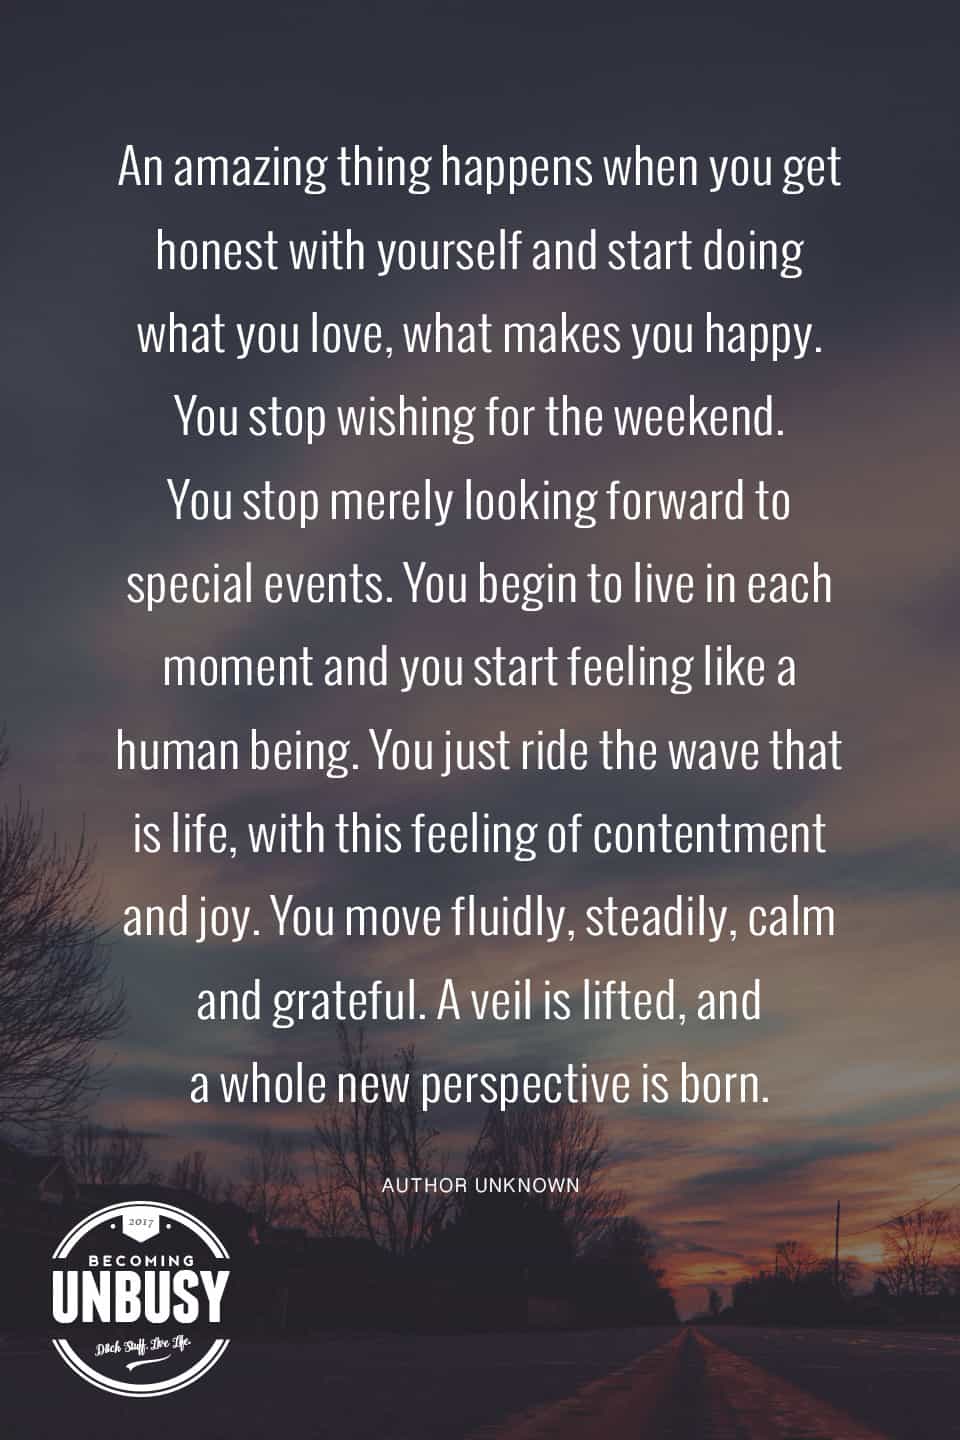 An amazing thing happens when you get
honest with yourself and start doing
what you love, what makes you happy.
You stop wishing for the weekend.
You stop merely looking forward to
special events. You begin to live in each
moment and you start feeling like a
human being. You just ride the wave that
is life, with this feeling of contentment
and joy. You move fluidly, steadily, calm
and grateful. A veil is lifted, and
a whole new perspective is born.
AUTHOR UNKNOWN
2017
BECOMING
UNBUSY
Ditch Stuff. Live Life.